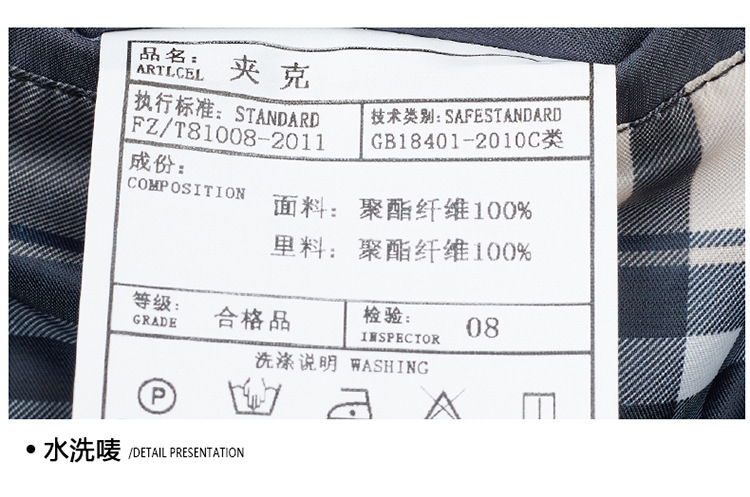 品名:
ARTLCEL 夹克
执行标准: STANDARD
FZ/T81008-2011
技术类别: SAFESTANDARD
GB18401-2010C类
成份:
COMPOSITION
面料: 聚酯纤维100%
里料: 聚酯纤维100%
等级:
GRADE 合格品
检验:
INSPECTOR 08
洗涤说明 WASHING
P
• 水洗唛 /DETAIL PRESENTATION